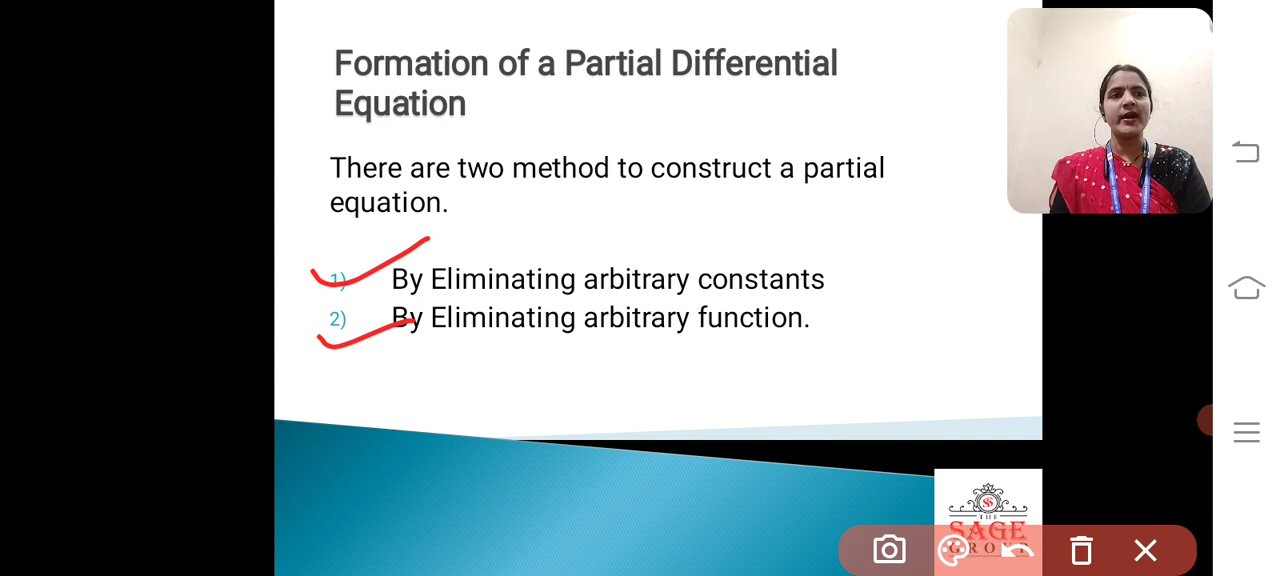 Formation of a Partial Differential
Equation
There are two method to construct a partial
equation.
1) By Eliminating arbitrary constants
2) By Eliminating arbitrary function.
THE
SAGE
GROUP